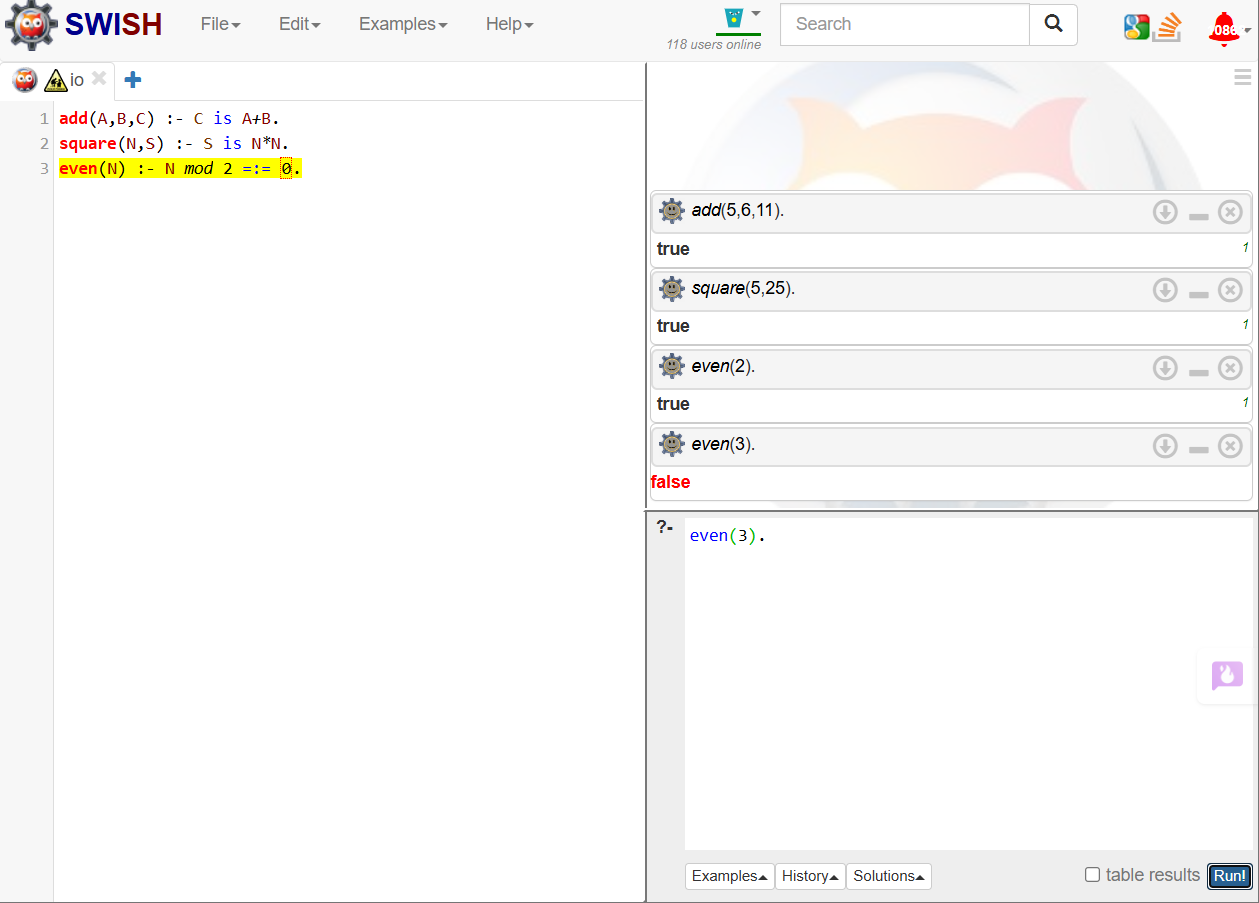 SWISH File Edit Examples Help
118 users online
Search
io
1 add(A,B,C) :- C is A+B.
2 square(N,S) :- S is N*N.
3 even(N) :- N mod 2 =:= 0.
add(5,6,11).
true 1
square(5,25).
true 1
even(2).
true 1
even(3).
false
?- even(3).
Examples History Solutions
table results Run!